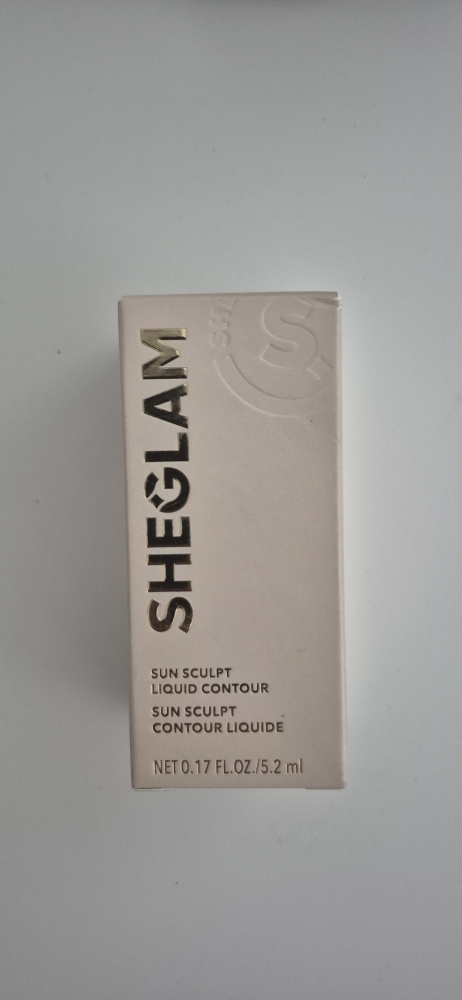 SHEGLAM
SUN SCULPT
LIQUID CONTOUR
SUN SCULPT
CONTOUR LIQUIDE
NET 0.17 FL.OZ./5.2 ml